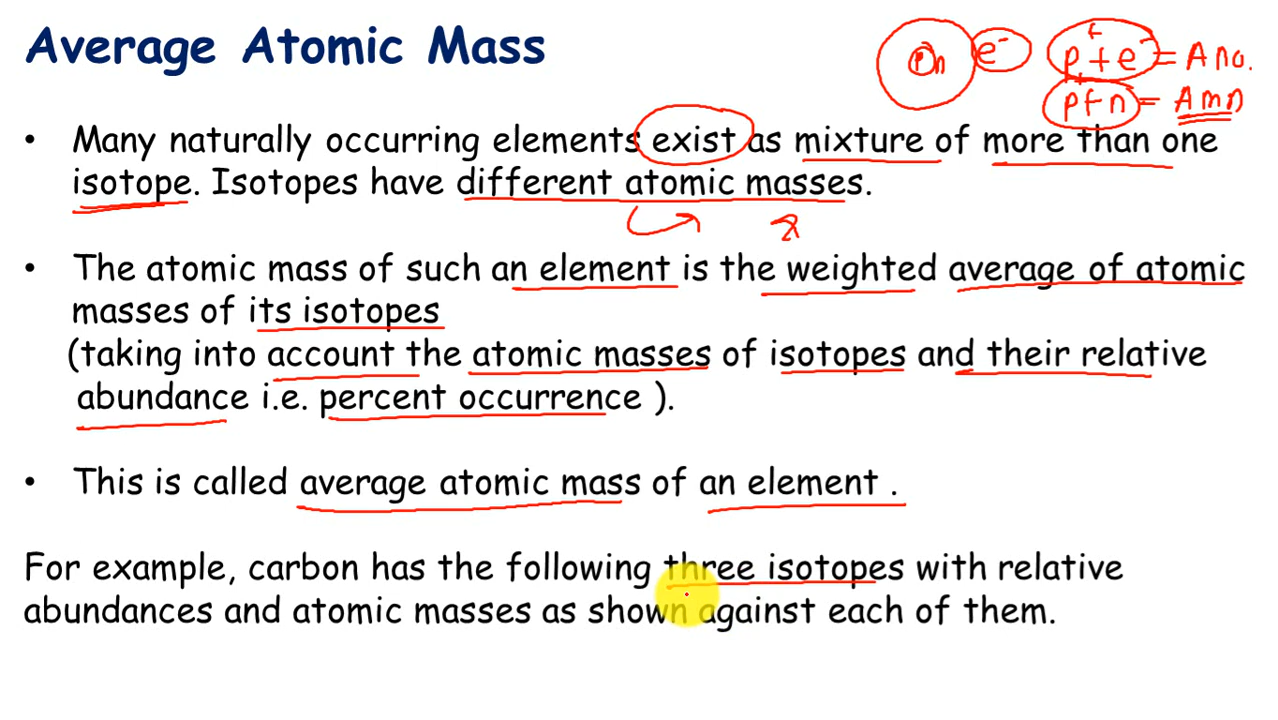 Average Atomic Mass
n e⁻ p⁺ + e⁻ = A no.
p⁺ + n = Amn
• Many naturally occurring elements exist as mixture of more than one
isotope. Isotopes have different atomic masses.
• The atomic mass of such an element is the weighted average of atomic
masses of its isotopes
(taking into account the atomic masses of isotopes and their relative
abundance i.e. percent occurrence ).
• This is called average atomic mass of an element .
For example, carbon has the following three isotopes with relative
abundances and atomic masses as shown against each of them.